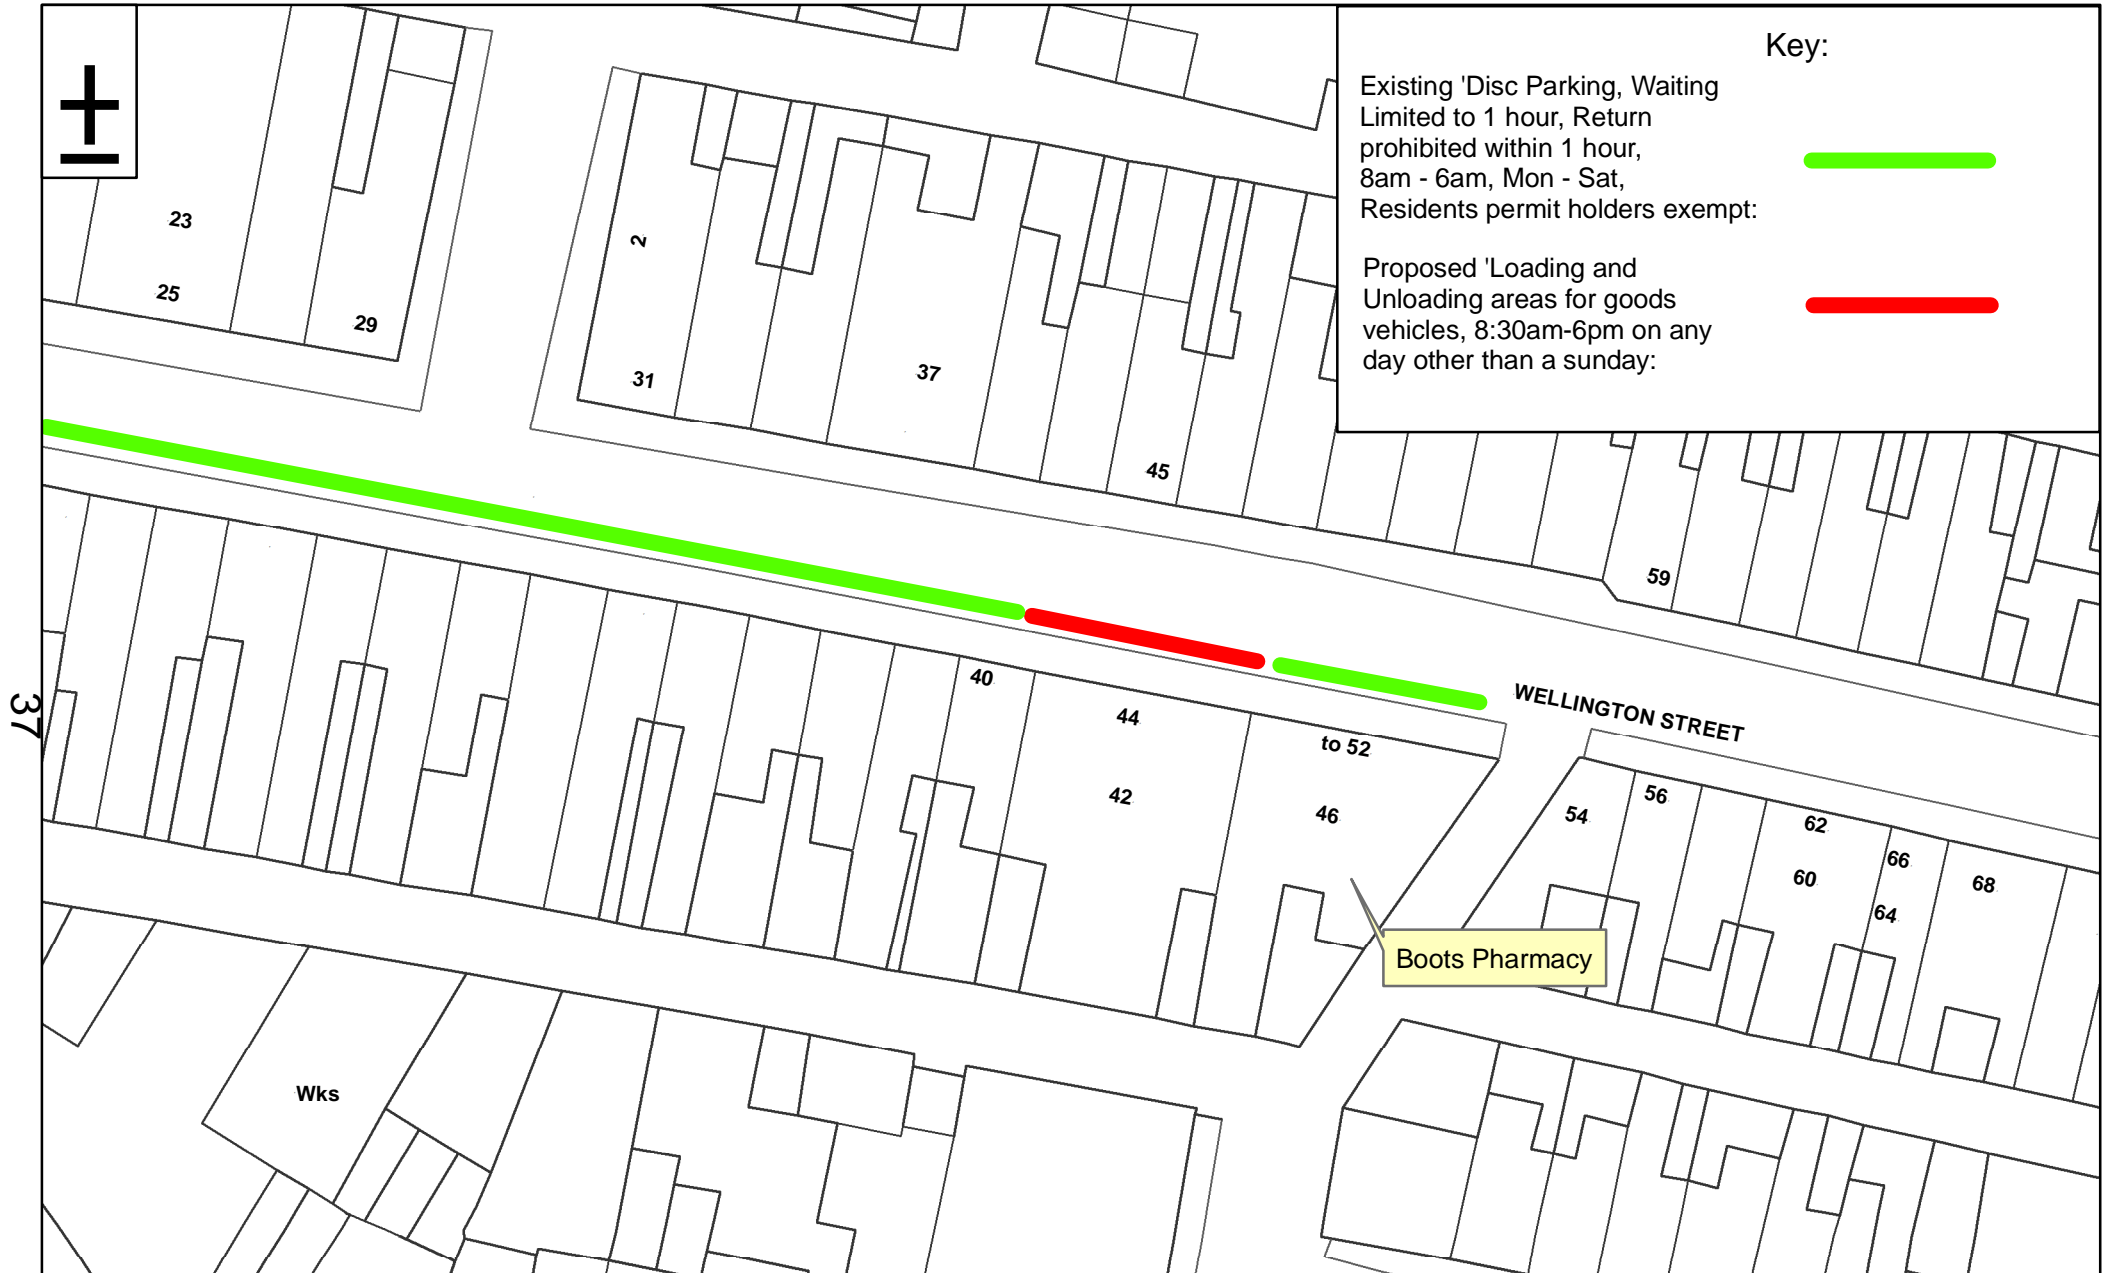 Key:
Existing 'Disc Parking, Waiting
Limited to 1 hour, Return
prohibited within 1 hour,
8am - 6am, Mon - Sat,
Residents permit holders exempt:
Proposed 'Loading and
Unloading areas for goods
vehicles, 8:30am-6pm on any
day other than a sunday:
±
23
25
29
2
31
37
45
59
40
44
to 52
42
46
WELLINGTON STREET
54
56
62
66
60
64
68
Boots Pharmacy
Wks
37